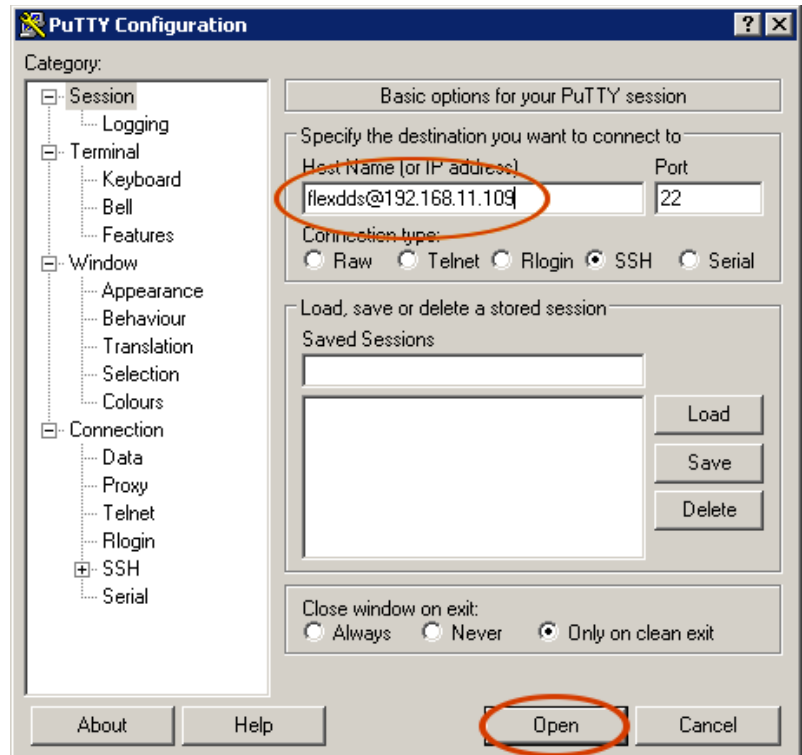 PuTTY Configuration
Category:
Session
Logging
Terminal
Keyboard
Bell
Features
Window
Appearance
Behaviour
Translation
Selection
Colours
Connection
Data
Proxy
Telnet
Rlogin
SSH
Serial
Basic options for your PuTTY session
Specify the destination you want to connect to
Host Name (or IP address) Port
flexdds@192.168.11.109 22
Connection type:
Raw Telnet Rlogin SSH Serial
Load, save or delete a stored session
Saved Sessions
Load
Save
Delete
Close window on exit:
Always Never Only on clean exit
About Help Open Cancel